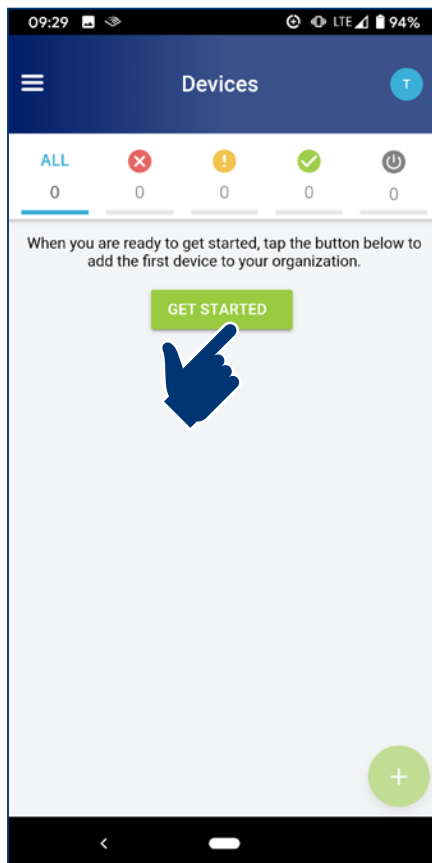 09:29 LTE 94%
Devices T
ALL
0 0 0 0 0
When you are ready to get started, tap the button below to
add the first device to your organization.
GET STARTED